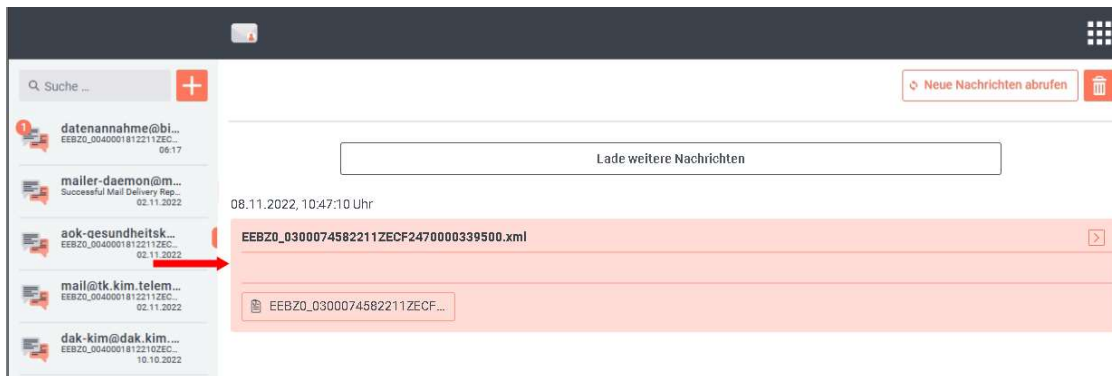 Suche ...
Neue Nachrichten abrufen
1
datenannahme@bi...
EEBZ0_0040001812211ZEC...
06:17
mailer-daemon@m...
Successful Mail Delivery Rep...
02.11.2022
aok-gesundheitsk...
EEBZ0_0040001812211ZEC...
02.11.2022
mail@tk.kim.telem...
EEBZ0_0040001812211ZEC...
02.11.2022
dak-kim@dak.kim....
EEBZ0_0040001812210ZEC...
10.10.2022
Lade weitere Nachrichten
08.11.2022, 10:47:10 Uhr
EEBZ0_0300074582211ZECF2470000339500.xml
EEBZ0_0300074582211ZECF...